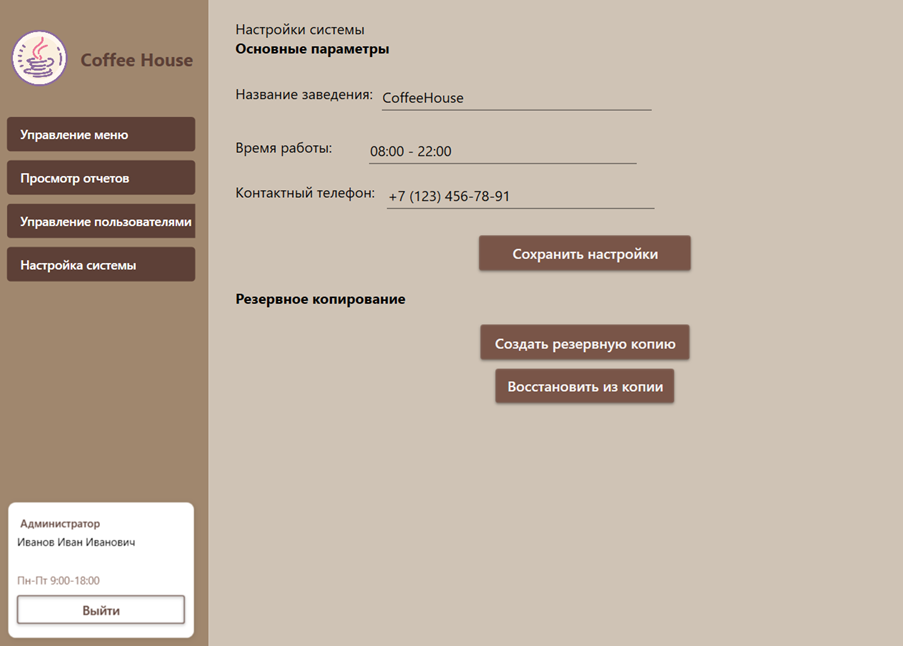 Coffee House
Управление меню
Просмотр отчетов
Управление пользователями
Настройка системы
Администратор
Иванов Иван Иванович
Пн-Пт 9:00-18:00
Выйти
Настройки системы
Основные параметры
Название заведения: CoffeeHouse
Время работы: 08:00 - 22:00
Контактный телефон: +7 (123) 456-78-91
Сохранить настройки
Резервное копирование
Создать резервную копию
Восстановить из копии